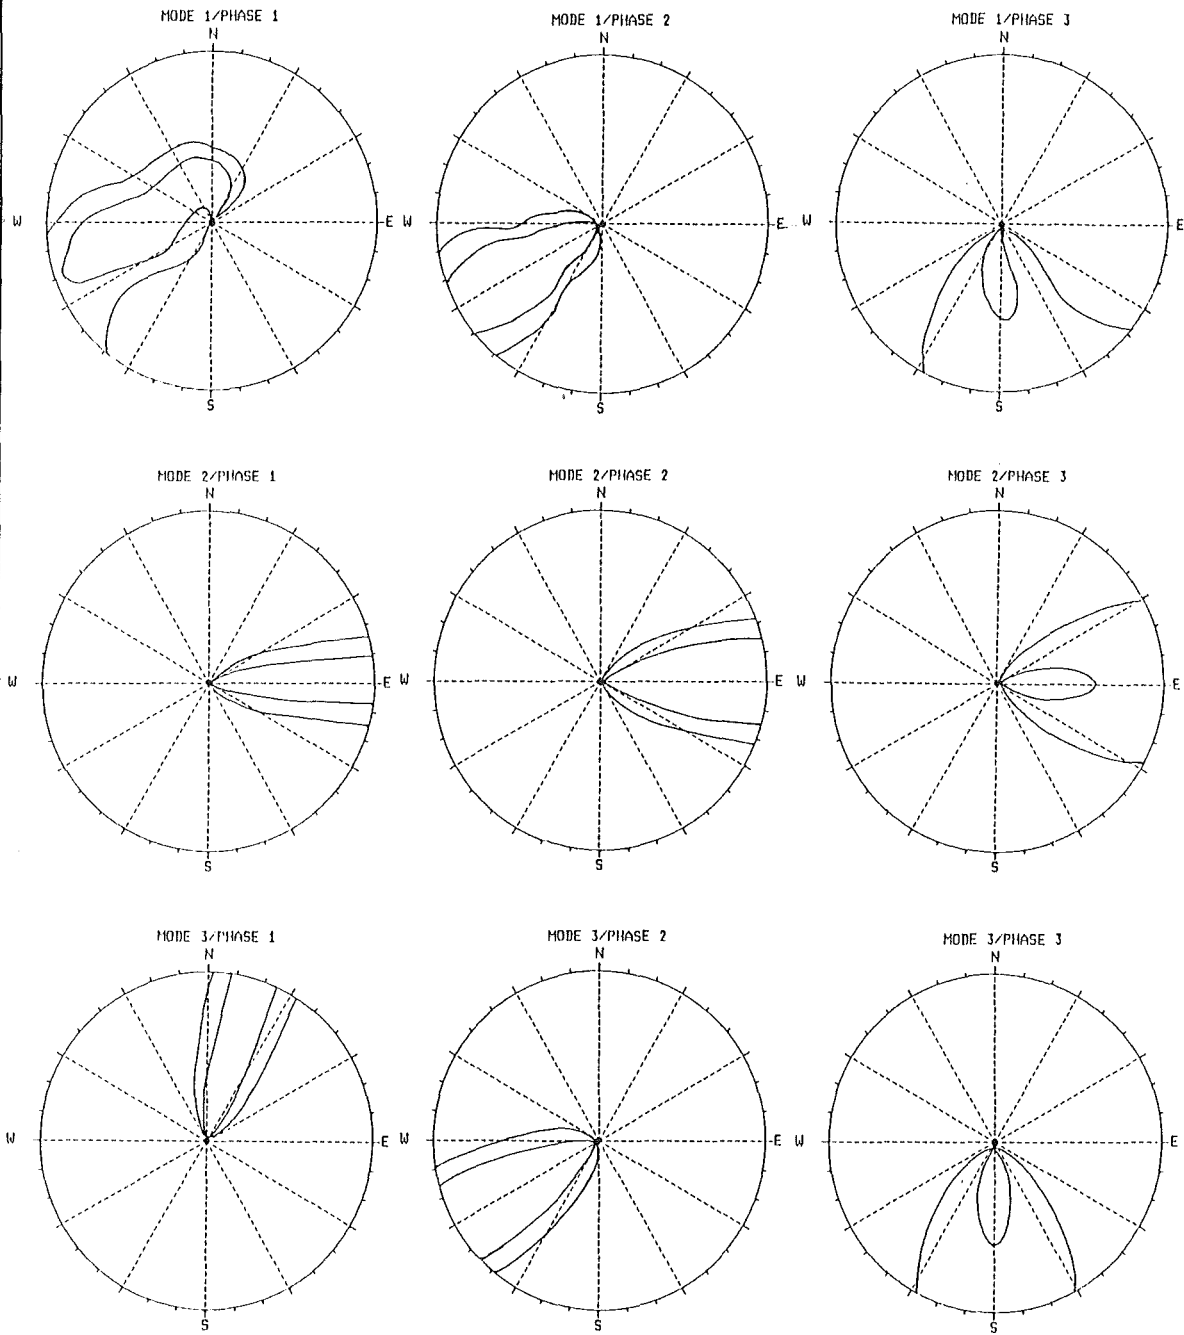 MODE 1/PHASE 1
N
W
E
S
MODE 1/PHASE 2
N
W
E
S
MODE 1/PHASE 3
N
W
E
S
MODE 2/PHASE 1
N
W
E
S
MODE 2/PHASE 2
N
W
E
S
MODE 2/PHASE 3
N
W
E
S
MODE 3/PHASE 1
N
W
E
S
MODE 3/PHASE 2
N
W
E
S
MODE 3/PHASE 3
N
W
E
S